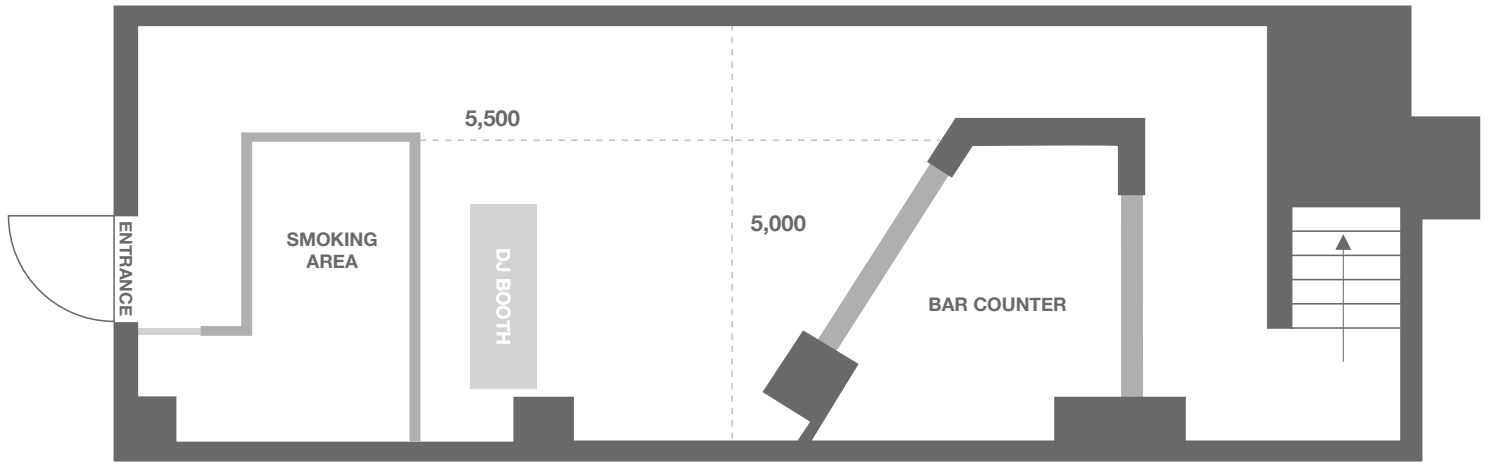 5,500
5,000
ENTRANCE
SMOKING
AREA
DJ BOOTH
BAR COUNTER